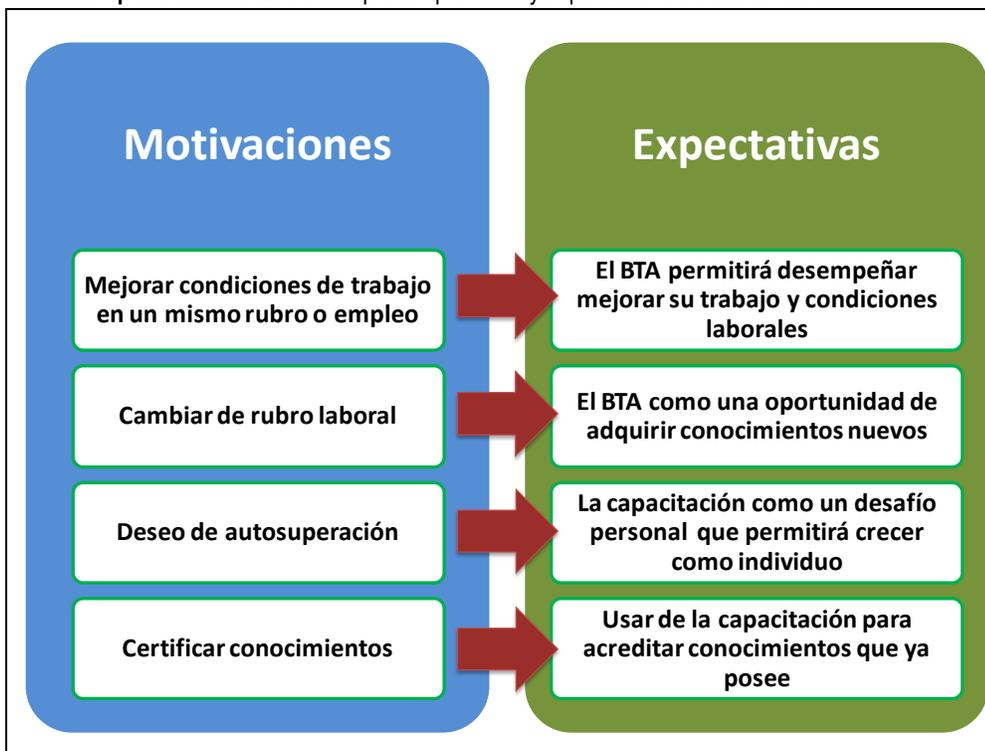 Motivaciones
Expectativas
Mejorar condiciones de trabajo
en un mismo rubro o empleo
El BTA permitirá desempeñar
mejorar su trabajo y condiciones
laborales
Cambiar de rubro laboral
El BTA como una oportunidad de
adquirir conocimientos nuevos
Deseo de autosuperación
La capacitación como un desafío
personal que permitirá crecer
como individuo
Certificar conocimientos
Usar de la capacitación para
acreditar conocimientos que ya
posee